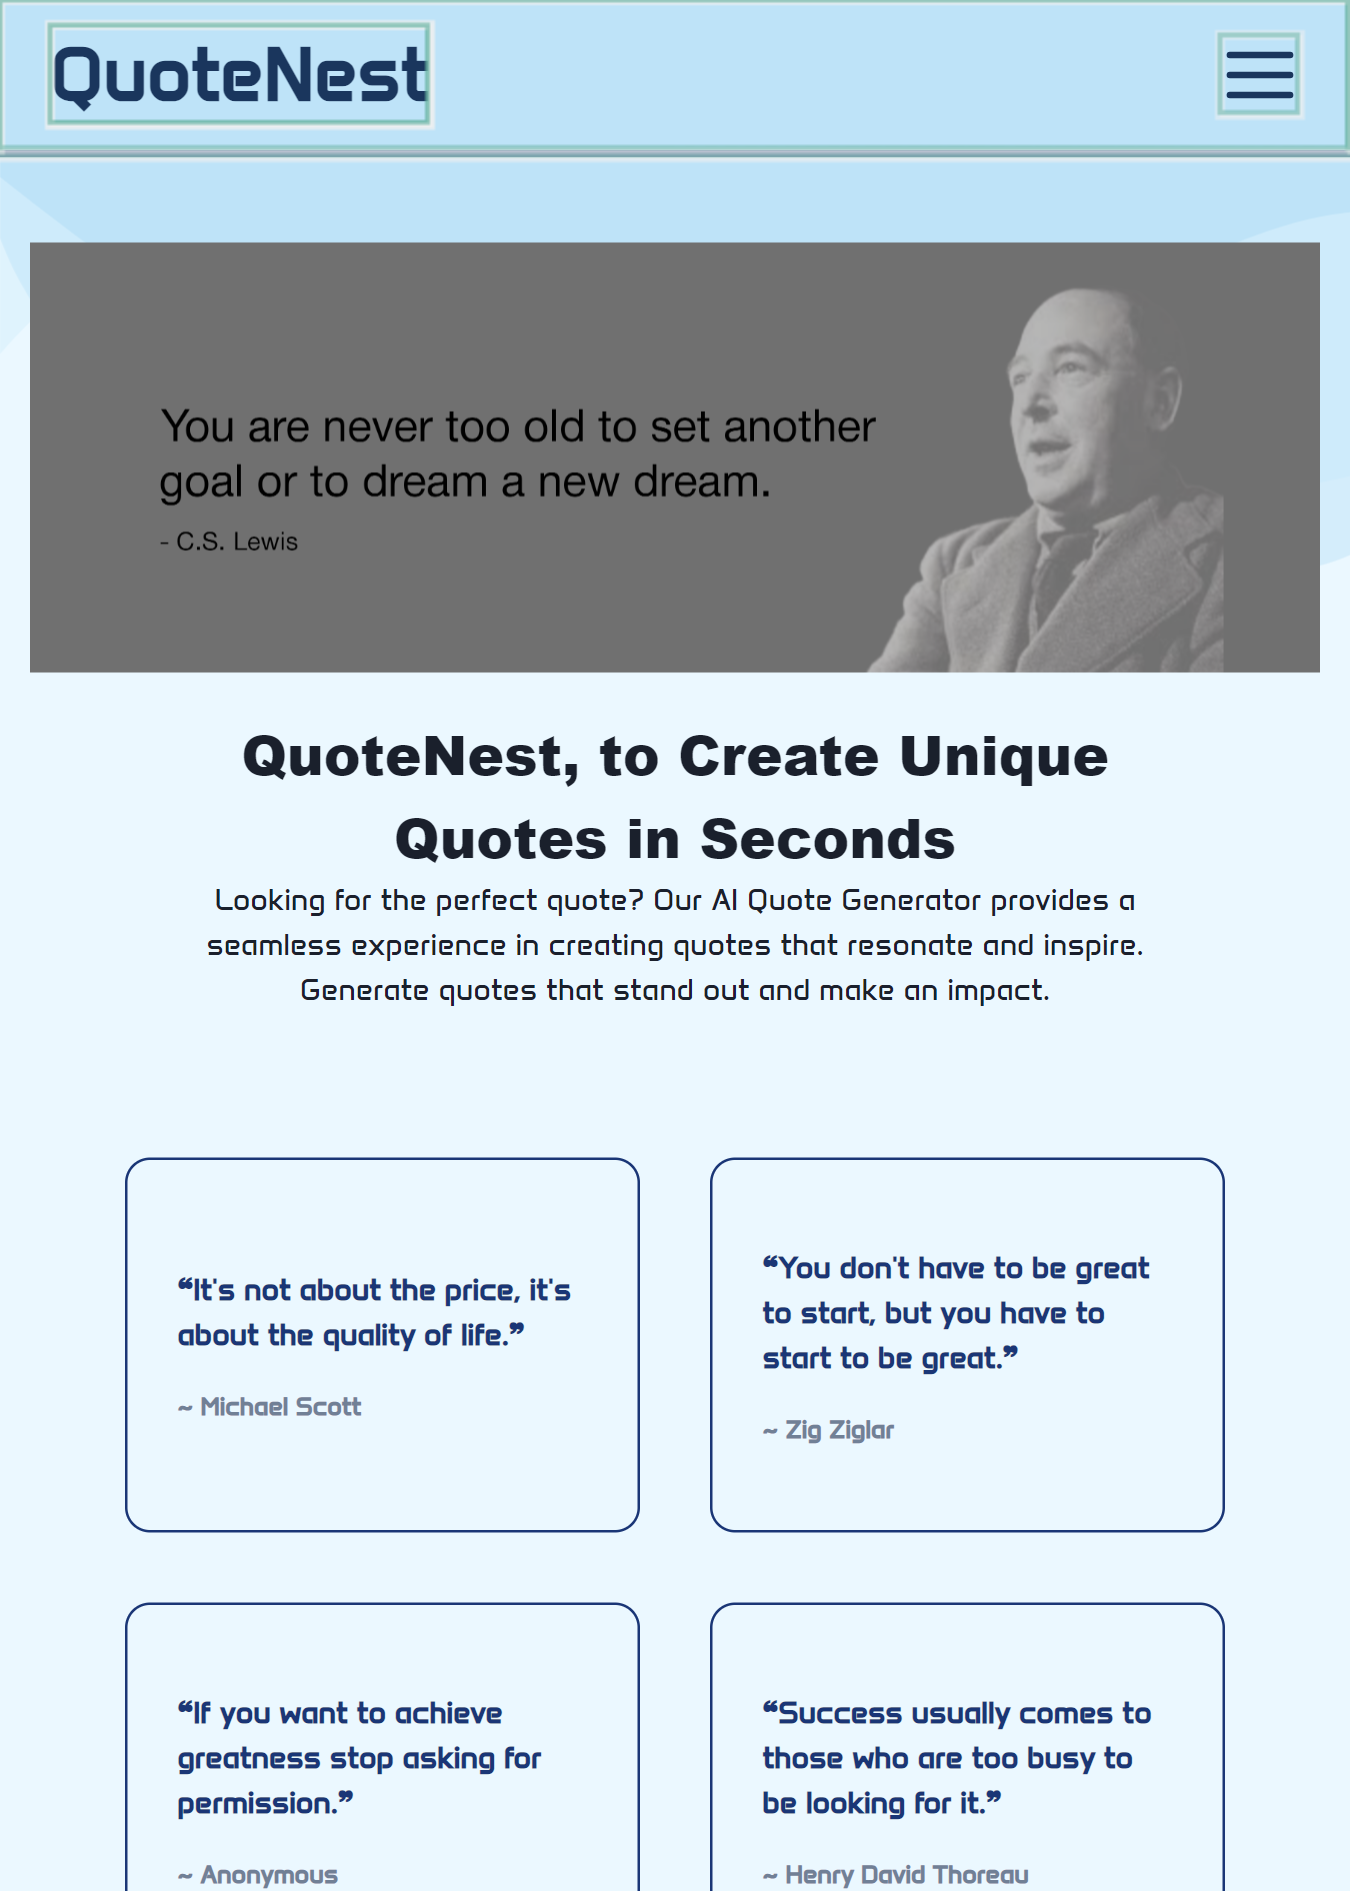 QuoteNest
You are never too old to set another
goal or to dream a new dream.
- C.S. Lewis
QuoteNest, to Create Unique
Quotes in Seconds
Looking for the perfect quote? Our AI Quote Generator provides a
seamless experience in creating quotes that resonate and inspire.
Generate quotes that stand out and make an impact.
❝It's not about the price, it's
about the quality of life.❞
~ Michael Scott
❝You don't have to be great
to start, but you have to
start to be great.❞
~ Zig Ziglar
❝If you want to achieve
greatness stop asking for
permission.❞
~ Anonymous
❝Success usually comes to
those who are too busy to
be looking for it.❞
~ Henry David Thoreau